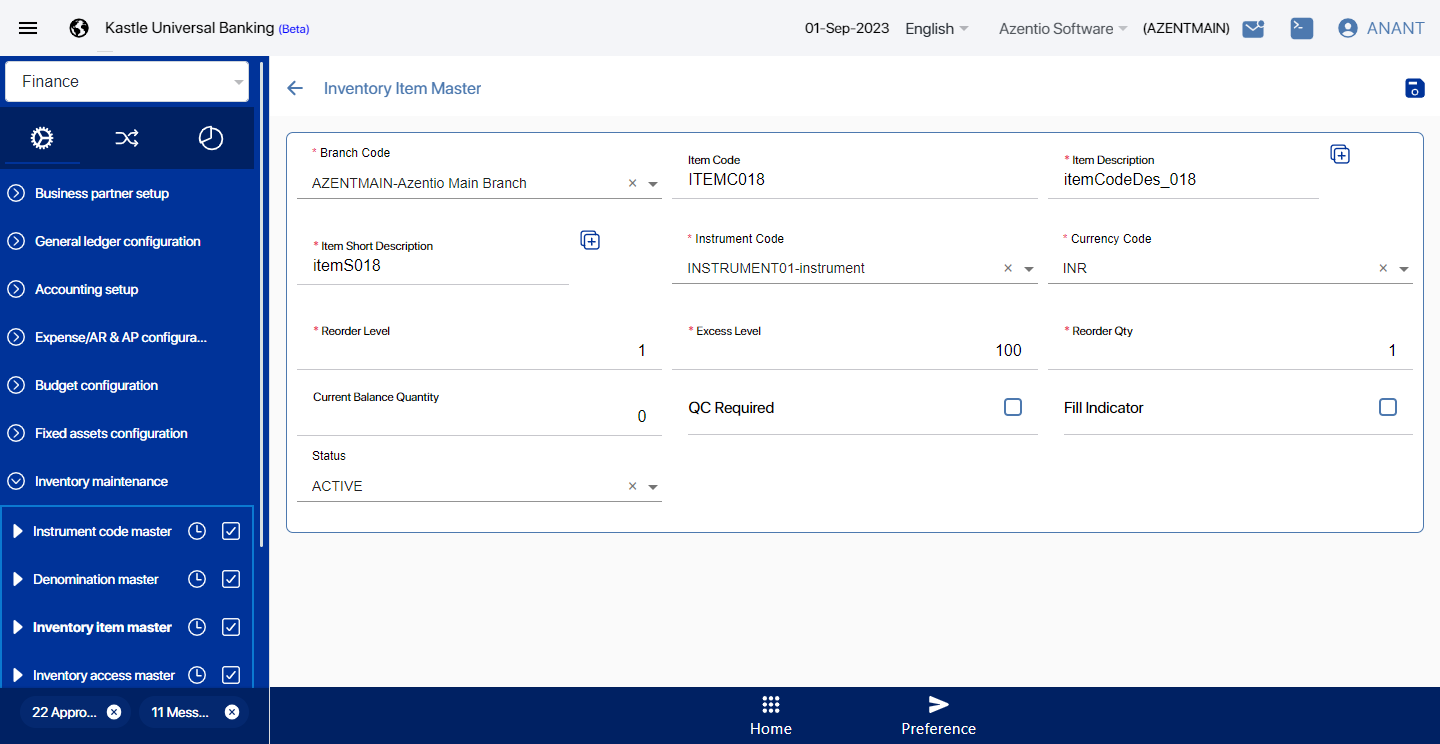 Kastle Universal Banking (Beta)
01-Sep-2023
English
Azentio Software
(AZENTMAIN)
ANANT
Finance
Inventory Item Master
Business partner setup
General ledger configuration
Accounting setup
Expense/AR & AP configura...
Budget configuration
Fixed assets configuration
Inventory maintenance
Instrument code master
Denomination master
Inventory item master
Inventory access master
22 Appro...
11 Mess...
* Branch Code
AZENTMAIN-Azentio Main Branch
Item Code
ITEMC018
* Item Description
itemCodeDes_018
* Item Short Description
itemS018
* Instrument Code
INSTRUMENT01-instrument
* Currency Code
INR
* Reorder Level
1
* Excess Level
100
* Reorder Qty
1
Current Balance Quantity
0
QC Required
Fill Indicator
Status
ACTIVE
Home
Preference